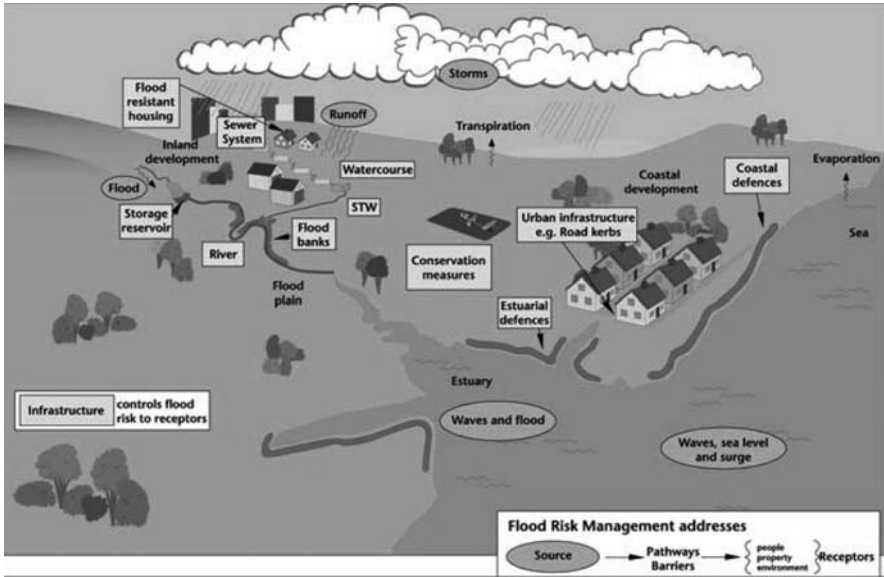 Storms
Flood
resistant
housing
Runoff
Sewer
System
Transpiration
Inland
development
Watercourse
Coastal
development
Coastal
defences
Evaporation
Flood
STW
Storage
reservoir
Urban infrastructure
e.g. Road kerbs
Sea
River
Flood
banks
Conservation
measures
Flood
plain
Estuarial
defences
Estuary
Infrastructure
controls flood
risk to receptors
Waves and flood
Waves, sea level
and surge
Flood Risk Management addresses
Source
Pathways
Barriers
people
property
environment
Receptors